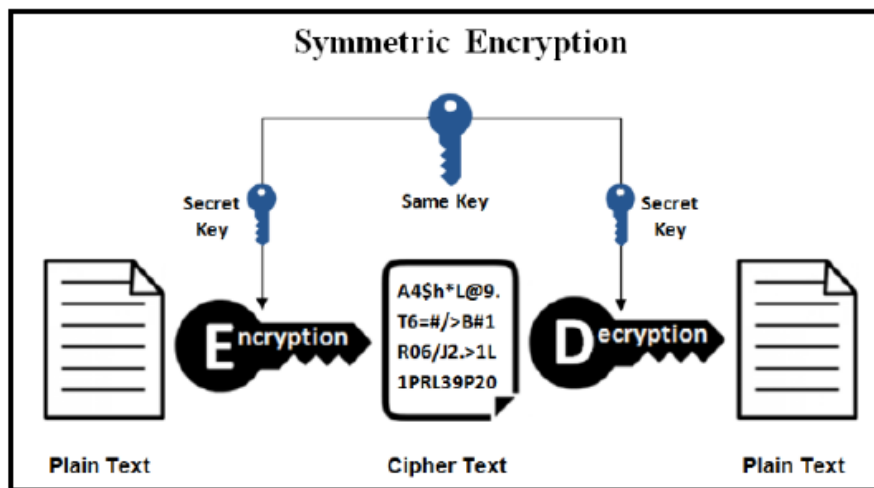 Symmetric Encryption
Secret
Key
Same Key
Secret
Key
Encryption
A4$h*L@9.
T6=#/>B#1
R06/J2.>1L
1PRL39P20
Decryption
Plain Text
Cipher Text
Plain Text